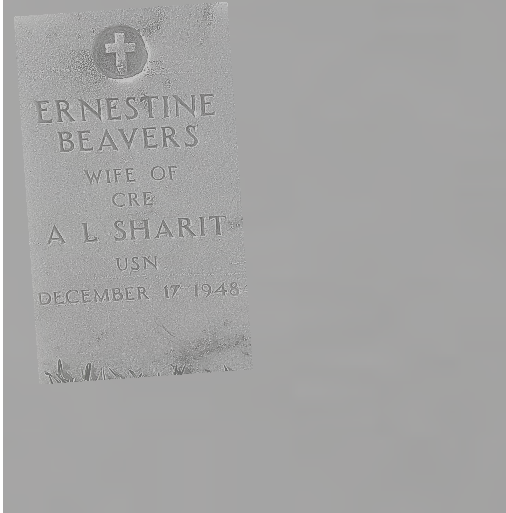 ERNESTINE
BEAVERS
WIFE OF
CRE
A L SHARIT
USN
DECEMBER 17 1948